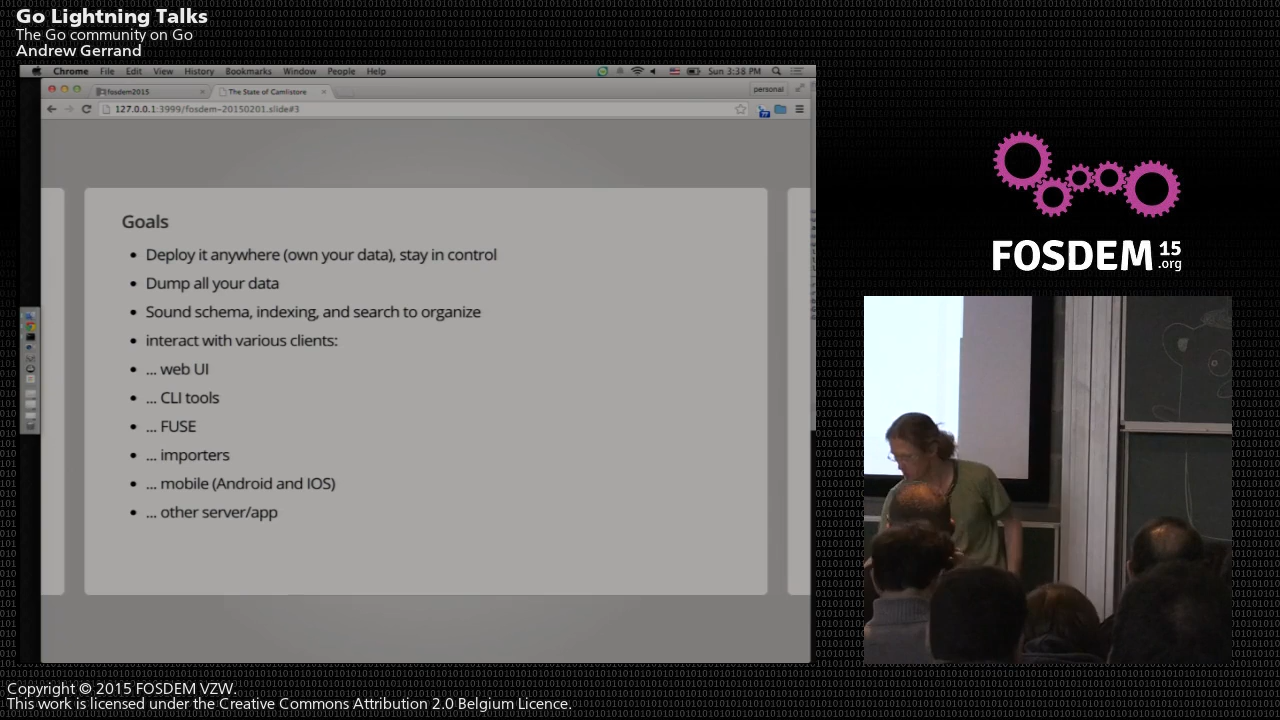 Go Lightning Talks
The Go community on Go
Andrew Gerrand
Chrome File Edit View History Bookmarks Window People Help Sun 3:38 PM
fosdem2015 The State of Camlistore personal
127.0.0.1:3999/fosdem-20150201.slide#3
Goals
• Deploy it anywhere (own your data), stay in control
• Dump all your data
• Sound schema, indexing, and search to organize
• interact with various clients:
• ... web UI
• ... CLI tools
• ... FUSE
• ... importers
• ... mobile (Android and IOS)
• ... other server/app
FOSDEM 15
.org
Copyright © 2015 FOSDEM VZW.
This work is licensed under the Creative Commons Attribution 2.0 Belgium Licence.